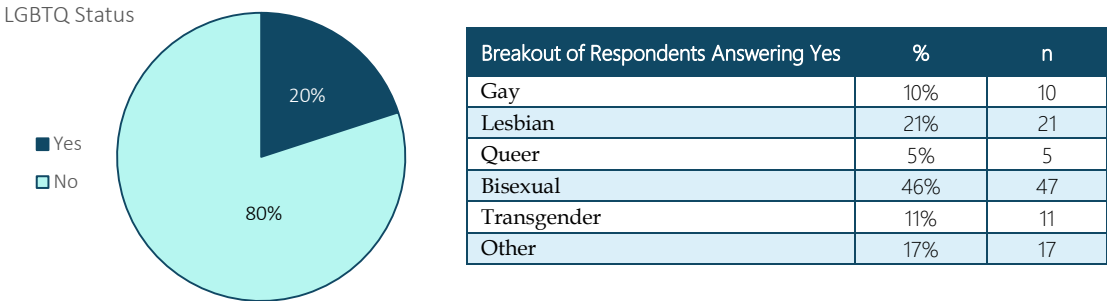 LGBTQ Status
20%
80%
Yes
No
Breakout of Respondents Answering Yes % n
Gay 10% 10
Lesbian 21% 21
Queer 5% 5
Bisexual 46% 47
Transgender 11% 11
Other 17% 17